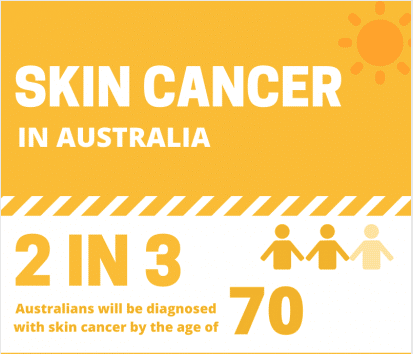 SKIN CANCER
IN AUSTRALIA
2 IN 3
Australians will be diagnosed
with skin cancer by the age of
70